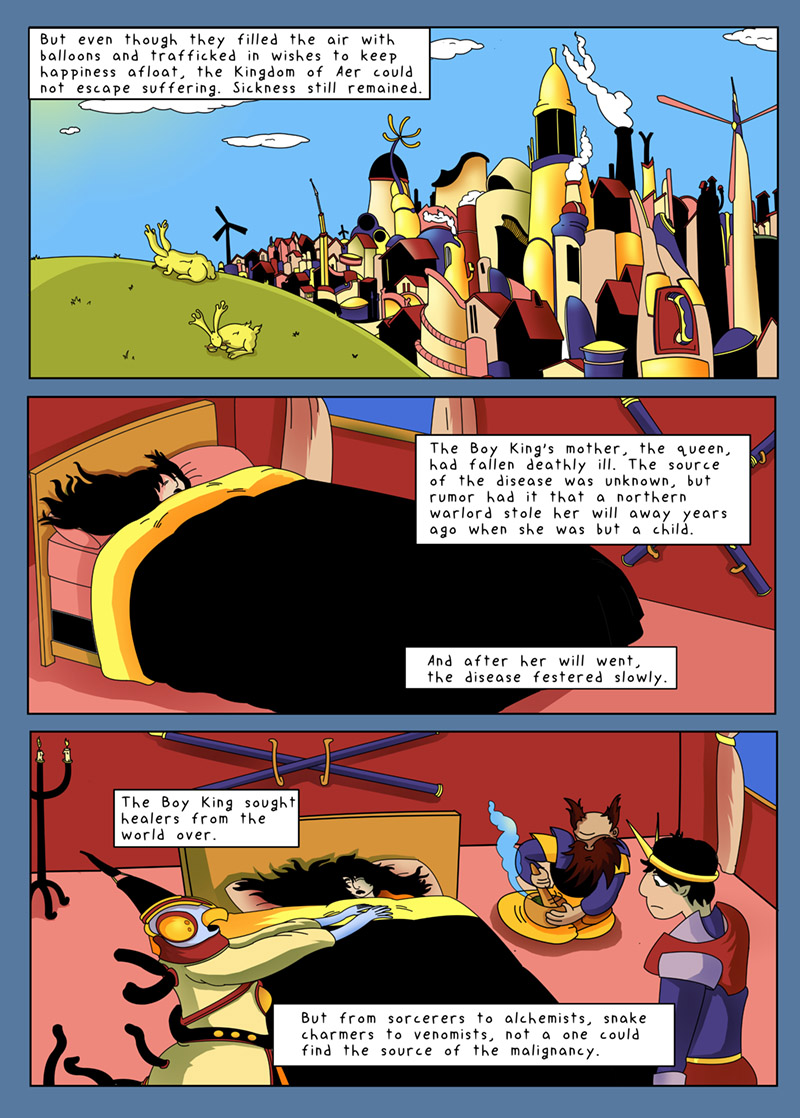 But even though they filled the air with
balloons and trafficked in wishes to keep
happiness afloat, the Kingdom of Aer could
not escape suffering. Sickness still remained.
The Boy King's mother, the queen,
had fallen deathly ill. The source
of the disease was unknown, but
rumor had it that a northern
warlord stole her will away years
ago when she was but a child.
And after her will went,
the disease festered slowly.
The Boy King sought
healers from the
world over.
But from sorcerers to alchemists, snake
charmers to venomists, not a one could
find the source of the malignancy.